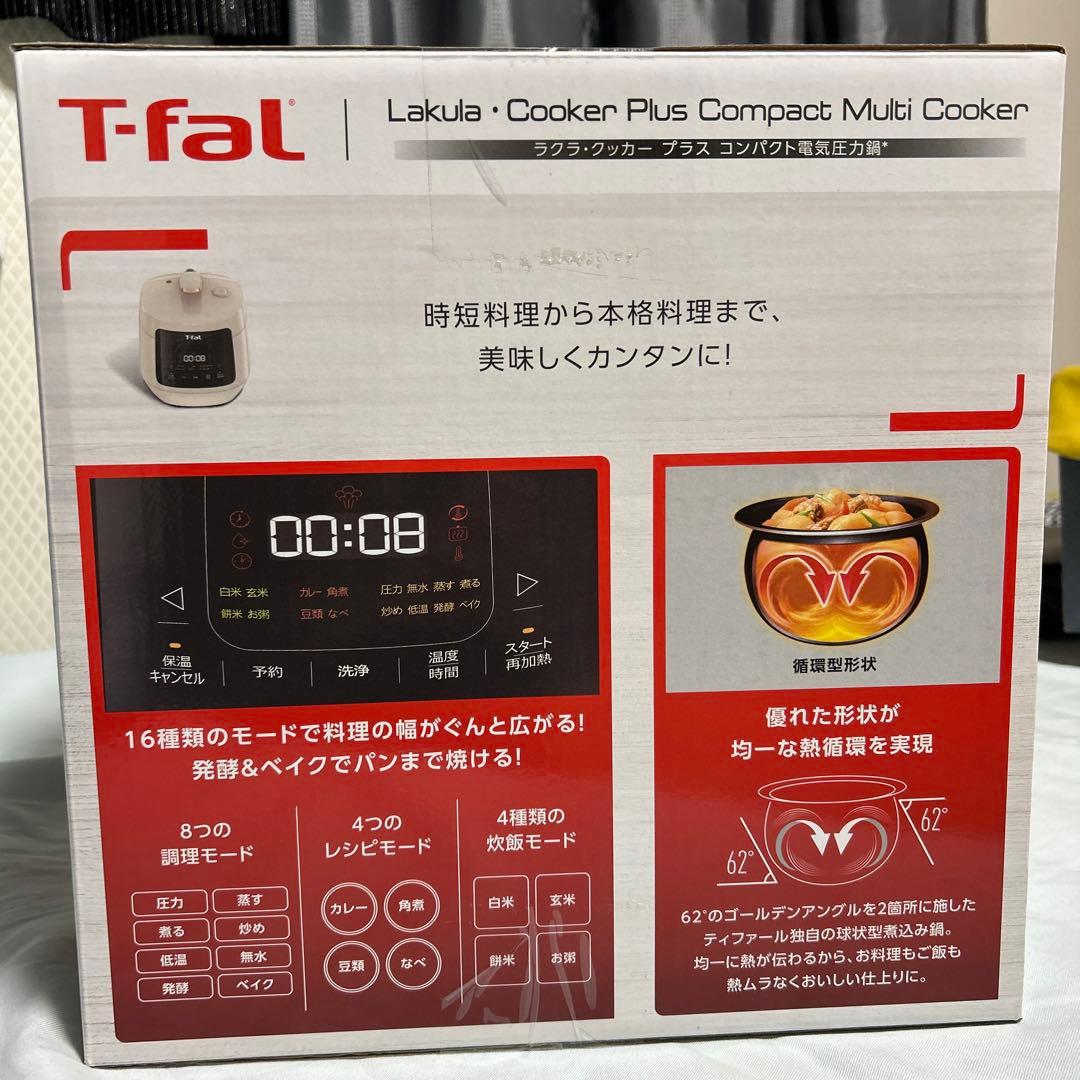 T-fal
Lakula・Cooker Plus Compact Multi Cooker
ラクラ・クッカー プラス コンパクト電気圧力鍋*
T-fal
00:08
時短料理から本格料理まで、
美味しくカンタンに!
00:08
白米 玄米 カレー 角煮 圧力 無水 蒸す 煮る
餅米 お粥 豆類 なべ 炒め 低温 発酵 ベイク
保温
キャンセル
予約
洗浄
温度
時間
スタート
再加熱
16種類のモードで料理の幅がぐんと広がる!
発酵&ベイクでパンまで焼ける!
8つの
調理モード
圧力 蒸す
煮る 炒め
低温 無水
発酵 ベイク
4つの
レシピモード
カレー 角煮
豆類 なべ
4種類の
炊飯モード
白米 玄米
餅米 お粥
循環型形状
優れた形状が
均一な熱循環を実現
62°
62°
62°のゴールデンアングルを2箇所に施した
ティファール独自の球状型煮込み鍋。
均一に熱が伝わるから、お料理もご飯も
熱ムラなくおいしい仕上りに。